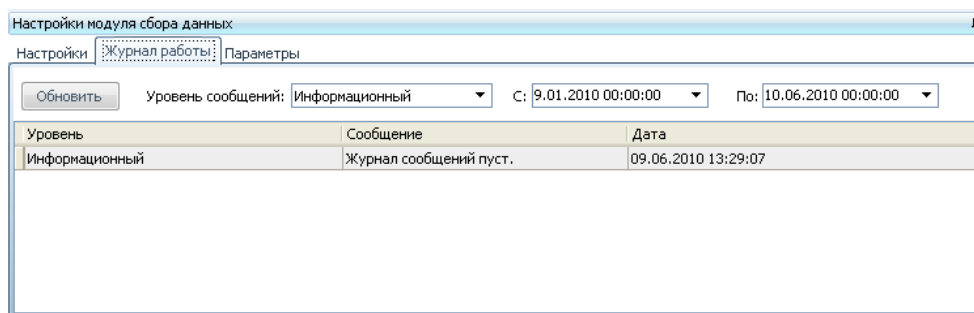 Настройки модуля сбора данных
Настройки Журнал работы Параметры
Обновить Уровень сообщений: Информационный С: 9.01.2010 00:00:00 По: 10.06.2010 00:00:00
Уровень Сообщение Дата
Информационный Журнал сообщений пуст. 09.06.2010 13:29:07